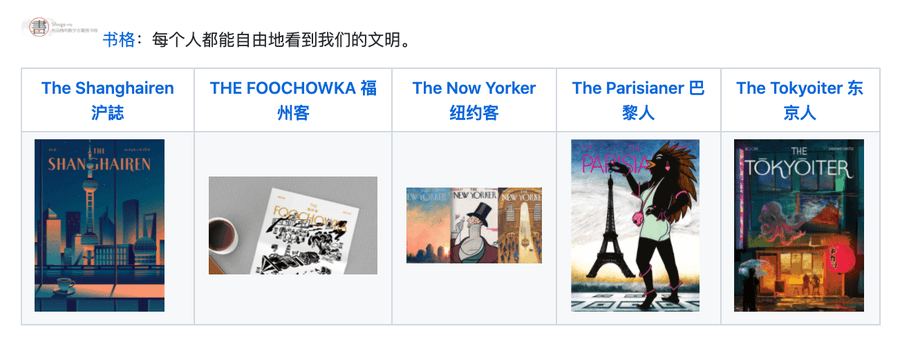 書
书格：每个人都能自由地看到我们的文明。
The Shanghairen
沪誌
THE FOOCHOWKA 福
州客
The Now Yorker
纽约客
The Parisianer 巴
黎人
The Tokyoiter 东
京人
THE
SHANGHAIREN
FOOCHOWKA
NEW YORKER
PARISIA
THE
TOKYOITER